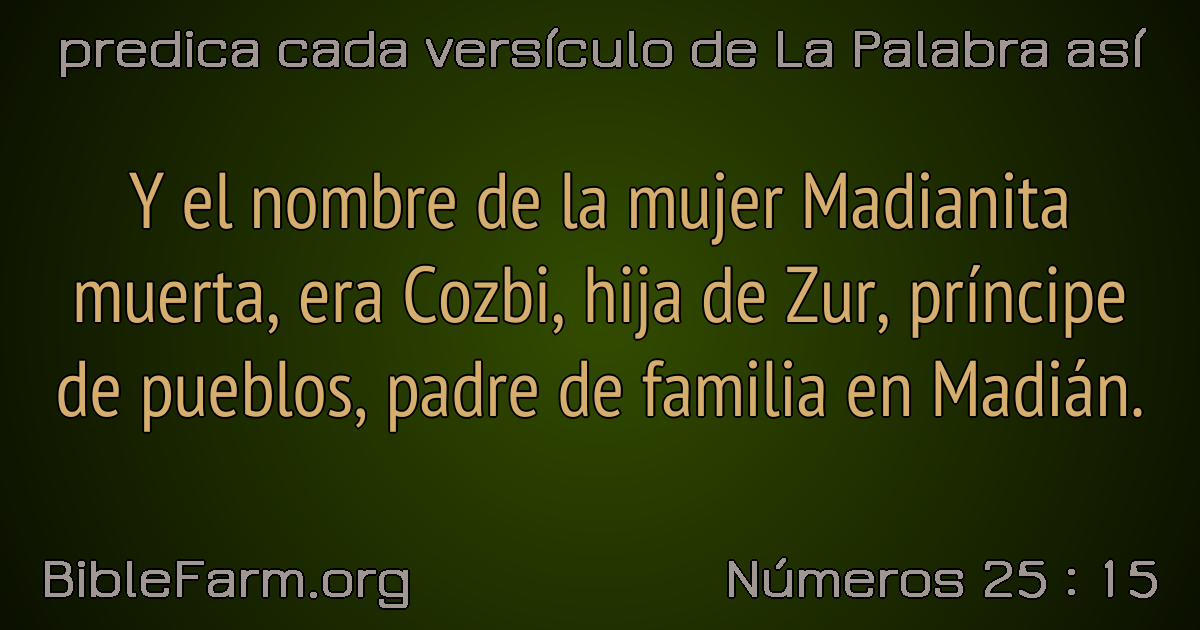 predica cada versículo de La Palabra así
Y el nombre de la mujer Madianita
muerta, era Cozbi, hija de Zur, príncipe
de pueblos, padre de familia en Madián.
BibleFarm.org
Números 25 : 15